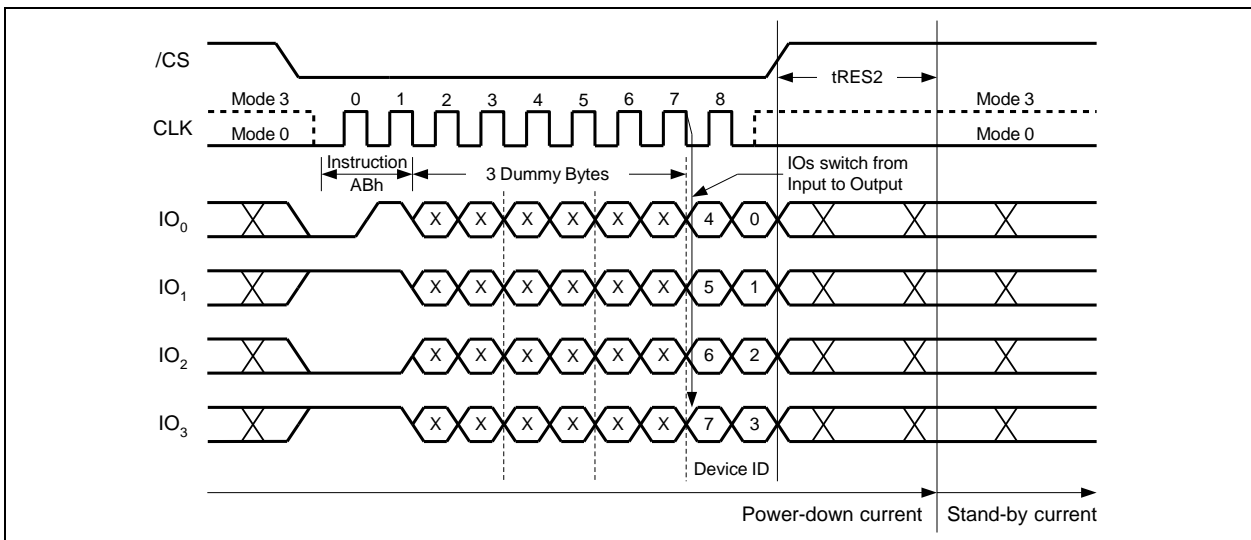 /CS
tRES2
Mode 3 0 1 2 3 4 5 6 7 8 Mode 3
CLK
Mode 0 Mode 0
Instruction
ABh
3 Dummy Bytes
IOs switch from
Input to Output
IO0 X X X X X X 4 0
IO1 X X X X X X 5 1
IO2 X X X X X X 6 2
IO3 X X X X X X 7 3
Device ID
Power-down current Stand-by current